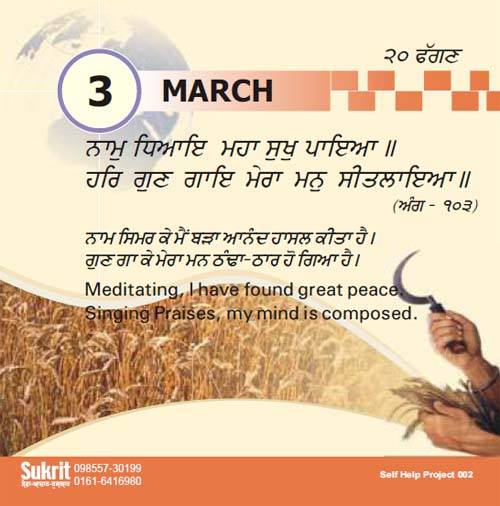 ੨੦ ਫੱਗਣ
3 MARCH
ਨਾਮੁ ਧਿਆਇ ਮਹਾ ਸੁਖੁ ਪਾਇਆ ॥
ਹਰਿ ਗੁਣ ਗਾਇ ਮੇਰਾ ਮਨੁ ਸੀਤਲਾਇਆ ॥
(ਅੰਗ - ੧੦੩)
ਨਾਮ ਸਿਮਰ ਕੇ ਮੈਂ ਬੜਾ ਆਨੰਦ ਹਾਸਲ ਕੀਤਾ ਹੈ।
ਗੁਣ ਗਾ ਕੇ ਮੇਰਾ ਮਨ ਠੰਢਾ-ਠਾਰ ਹੋ ਗਿਆ ਹੈ।
Meditating, I have found great peace.
Singing Praises, my mind is composed.
Sukrit 098557-30199
0161-6416980
Self Help Project 002